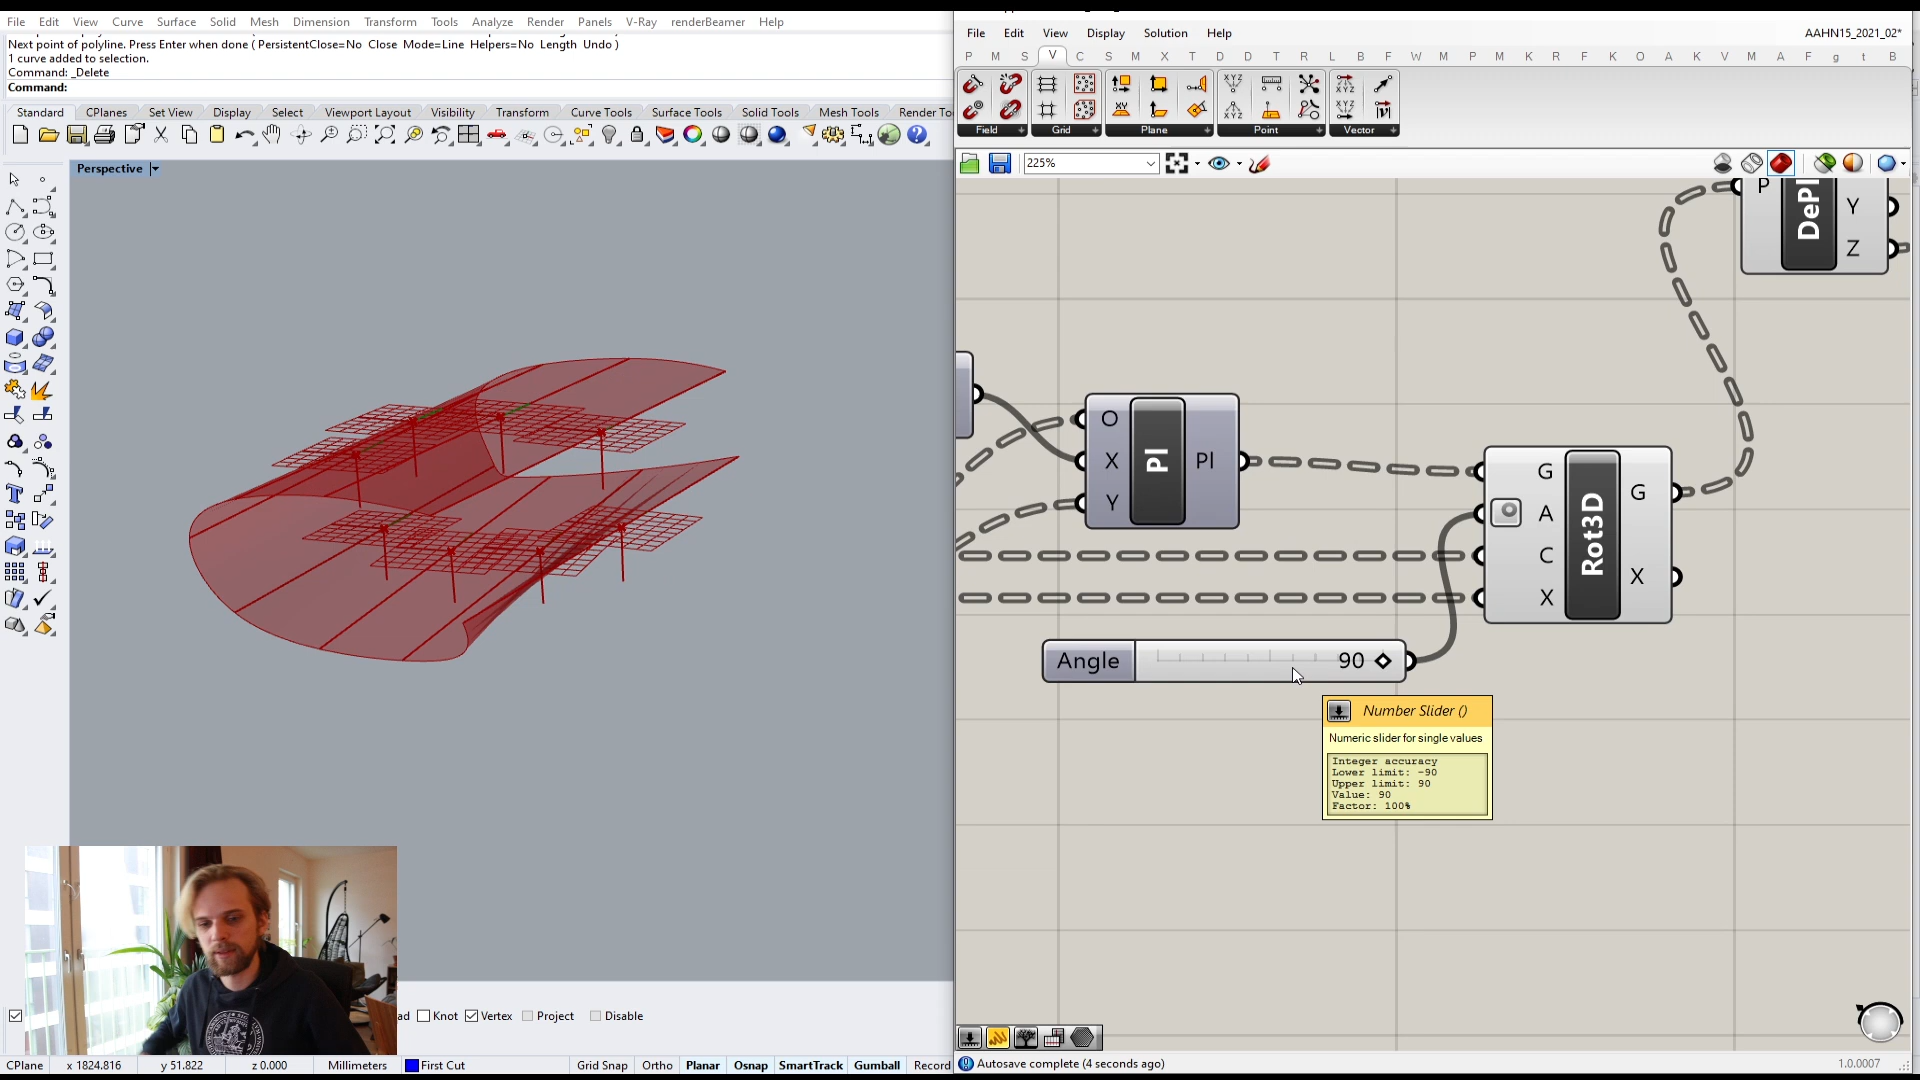 File Edit View Curve Surface Solid Mesh Dimension Transform Tools Analyze Render Panels V-Ray renderBeamer Help
Next point of polyline. Press Enter when done ( PersistentClose=No Close Mode=Line Helpers=No Length Undo )
1 curve added to selection.
Command: _Delete
Command:
Standard CPlanes Set View Display Select Viewport Layout Visibility Transform Curve Tools Surface Tools Solid Tools Mesh Tools Render To
Perspective
Knot Vertex Project Disable
CPlane x 1824.816 y 51.822 z 0.000 Millimeters First Cut Grid Snap Ortho Planar Osnap SmartTrack Gumball Record
File Edit View Display Solution Help AAHN15_2021_02*
P M S V C S M X T D D T R L B P F W M P T R F K O A K V M A F g t B
Field Grid Plane Point Vector
225%
P DePl Y
Z
O
X Pl Pl
Y
G
A Rot3D G
C
X X
Angle 90
Number Slider ()
Numeric slider for single values
Integer accuracy
Lower limit: -90
Upper limit: 90
Value: 90
Factor: 100%
Autosave complete (4 seconds ago) 1.0.0007